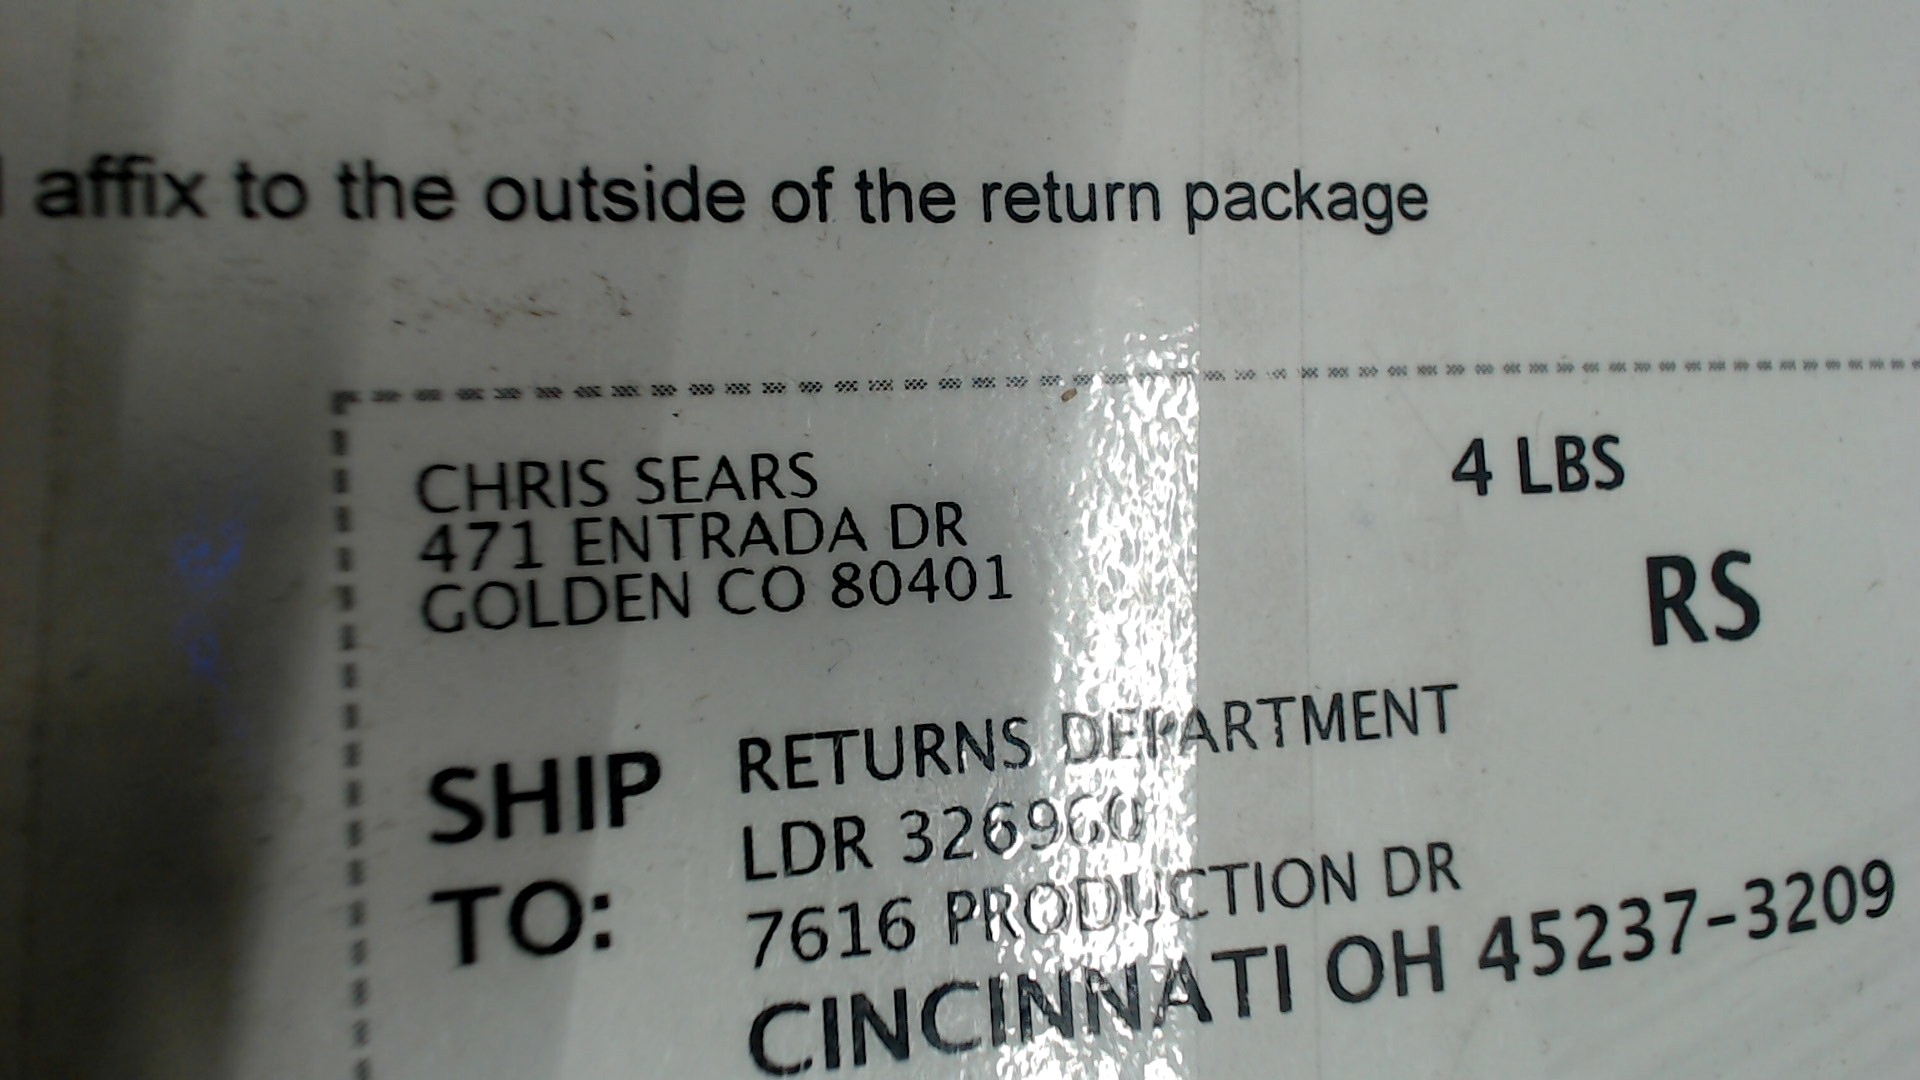 affix to the outside of the return package
CHRIS SEARS
471 ENTRADA DR
GOLDEN CO 80401
4 LBS
RS
SHIP TO:
RETURNS DEPARTMENT
LDR 326960
7616 PRODUCTION DR
CINCINNATI OH 45237-3209